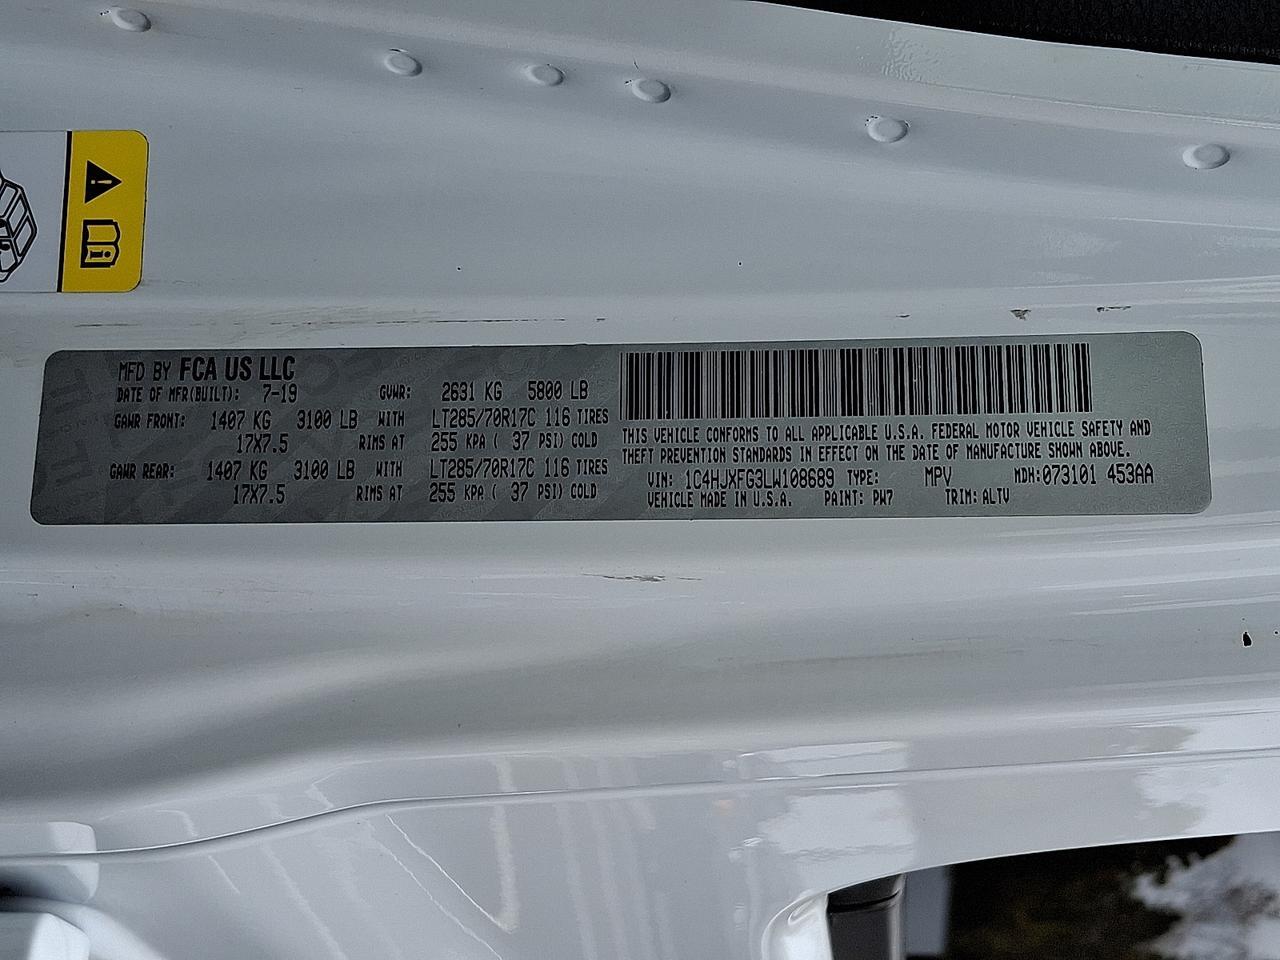 MFD BY FCA US LLC
DATE OF MFR(BUILT): 7-19 GVWR: 2631 KG 5800 LB
GAWR FRONT: 1407 KG 3100 LB WITH LT285/70R17C 116 TIRES
17X7.5 RIMS AT 255 KPA ( 37 PSI) COLD
GAWR REAR: 1407 KG 3100 LB WITH LT285/70R17C 116 TIRES
17X7.5 RIMS AT 255 KPA ( 37 PSI) COLD
THIS VEHICLE CONFORMS TO ALL APPLICABLE U.S.A. FEDERAL MOTOR VEHICLE SAFETY AND
THEFT PREVENTION STANDARDS IN EFFECT ON THE DATE OF MANUFACTURE SHOWN ABOVE.
VIN: 1C4HJXFG3LW108689 TYPE: MPV MDH:073101 453AA
VEHICLE MADE IN U.S.A. PAINT: PW7 TRIM: ALTV